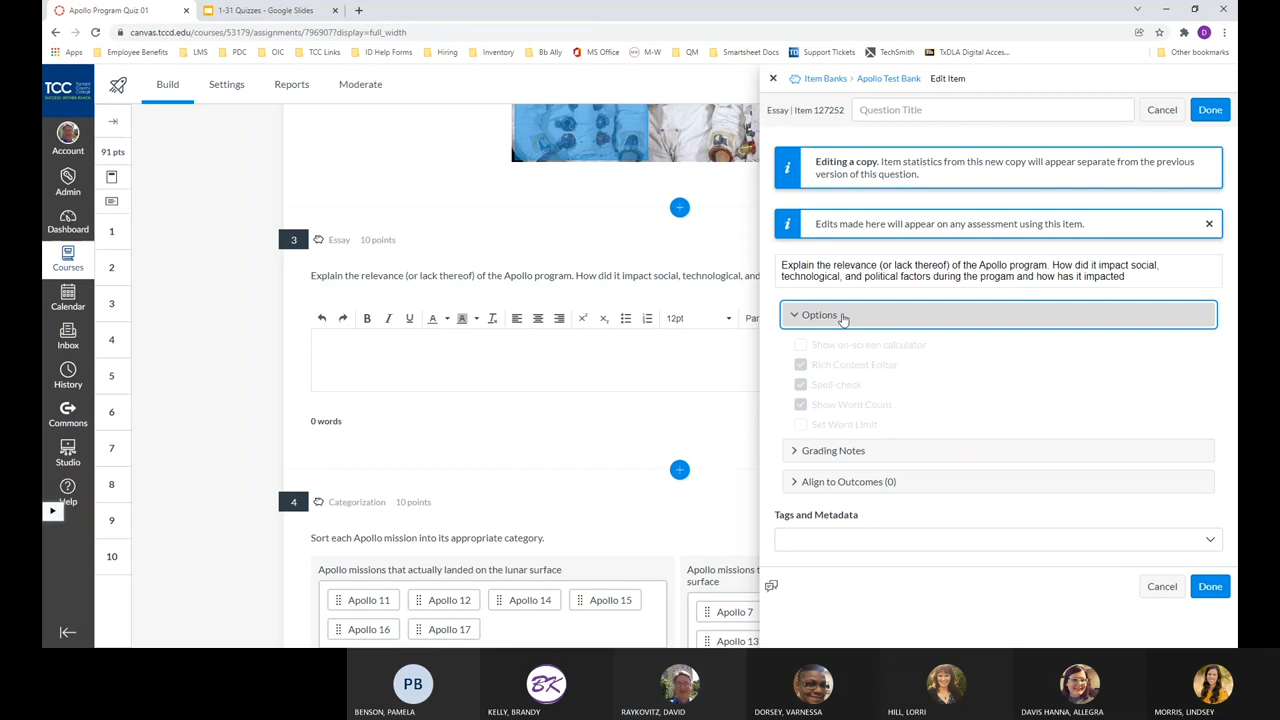 Apollo Program Quiz 01
1-31 Quizzes - Google Slides
canvas.tccd.edu/courses/53179/assignments/796907?display=full_width
Apps
Employee Benefits
LMS
PDC
OIC
TCC Links
ID Help Forms
Hiring
Inventory
Bb Ally
MS Office
M-W
QM
Smartsheet Docs
Support Tickets
TechSmith
TxDLA Digital Acces...
Other bookmarks
TCC
Account
Admin
Dashboard
Courses
Calendar
Inbox
History
Commons
Studio
Help
91 pts
1
2
3
4
5
6
7
8
9
10
Build
Settings
Reports
Moderate
3
Essay
10 points
Explain the relevance (or lack thereof) of the Apollo program. How did it impact social, technological, and
12pt
Par
0 words
4
Categorization
10 points
Sort each Apollo mission into its appropriate category.
Apollo missions that actually landed on the lunar surface
Apollo 11
Apollo 12
Apollo 14
Apollo 15
Apollo 16
Apollo 17
Apollo missions t
surface
Apollo 7
Apollo 13
Item Banks > Apollo Test Bank
Edit Item
Essay | Item 127252
Question Title
Cancel
Done
Editing a copy. Item statistics from this new copy will appear separate from the previous
version of this question.
Edits made here will appear on any assessment using this item.
Explain the relevance (or lack thereof) of the Apollo program. How did it impact social,
technological, and political factors during the progam and how has it impacted
Options
Show on-screen calculator
Rich Content Editor
Spell-check
Show Word Count
Set Word Limit
Grading Notes
Align to Outcomes (0)
Tags and Metadata
Cancel
Done
PB
BK
BENSON, PAMELA
KELLY, BRANDY
RAYKOVITZ, DAVID
DORSEY, VARNESSA
HILL, LORRI
DAVIS HANNA, ALLEGRA
MORRIS, LINDSEY